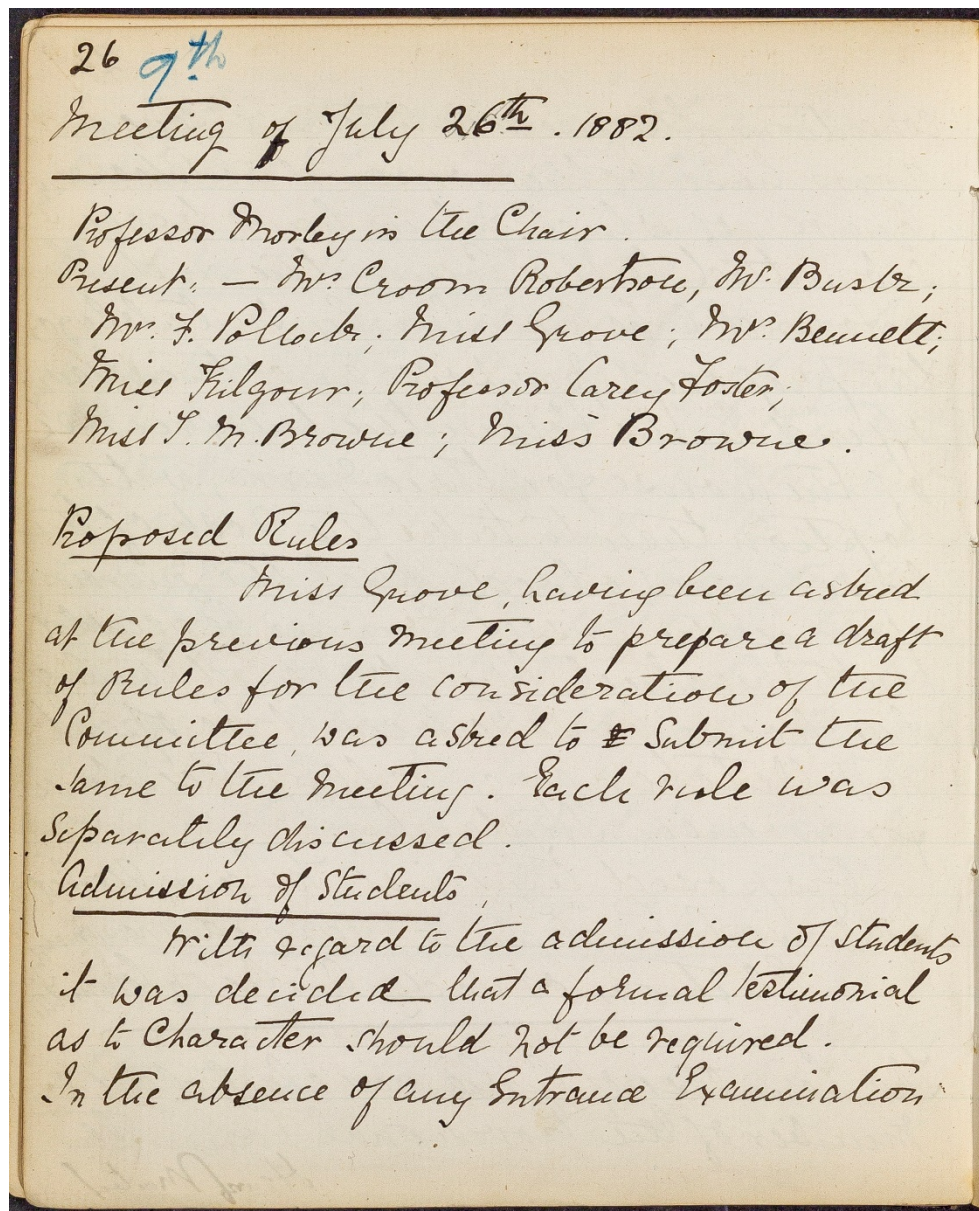 26 9th
Meeting of July 26th. 1882.
Professor Morley in the Chair.
Present: — Mrs Croom Robertson, Mr. Busk;
Mr. F. Pollock; Miss Grove; Mr. Bennett;
Miss Kilgour; Professor Carey Foster;
Miss T. M. Browne; Miss Browne.
Proposed Rules
Miss Grove, having been asked
at the previous Meeting to prepare a draft
of Rules for the consideration of the
Committee, was asked to submit the
same to the Meeting. Each rule was
separately discussed.
Admission of Students,
With regard to the admission of students
it was decided that a formal testimonial
as to Character should not be required.
In the absence of any Entrance Examination